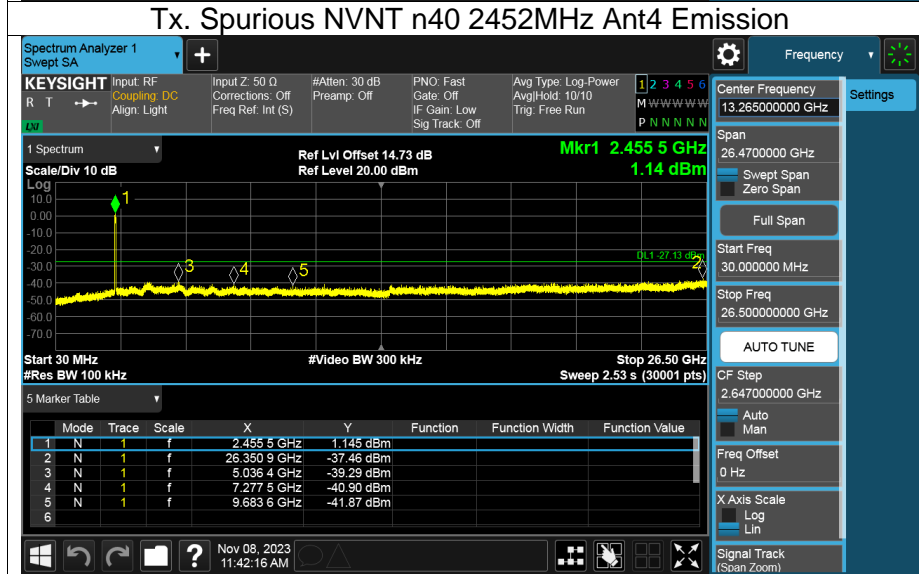 Tx. Spurious NVNT n40 2452MHz Ant4 Emission
Spectrum Analyzer 1
Swept SA
+
Frequency
KEYSIGHT
R T
LXI
Input: RF
Coupling: DC
Align: Light
Input Z: 50 Ω
Corrections: Off
Freq Ref: Int (S)
#Atten: 30 dB
Preamp: Off
PNO: Fast
Gate: Off
IF Gain: Low
Sig Track: Off
Avg Type: Log-Power
Avg|Hold: 10/10
Trig: Free Run
1 2 3 4 5 6
M W W W W W
P N N N N N
1 Spectrum
Scale/Div 10 dB
Ref Lvl Offset 14.73 dB
Ref Level 20.00 dBm
Mkr1 2.455 5 GHz
1.14 dBm
Log
10.0
0.00
-10.0
-20.0
-30.0
-40.0
-50.0
-60.0
-70.0
1
3
4
5
2
DL1 -27.13 dBm
Start 30 MHz
#Res BW 100 kHz
#Video BW 300 kHz
Stop 26.50 GHz
Sweep 2.53 s (30001 pts)
5 Marker Table
Mode Trace Scale X Y Function Function Width Function Value
1 N 1 f 2.455 5 GHz 1.145 dBm
2 N 1 f 26.350 9 GHz -37.46 dBm
3 N 1 f 5.036 4 GHz -39.29 dBm
4 N 1 f 7.277 5 GHz -40.90 dBm
5 N 1 f 9.683 6 GHz -41.87 dBm
6
?
Nov 08, 2023
11:42:16 AM
Center Frequency
13.265000000 GHz
Span
26.4700000 GHz
Swept Span
Zero Span
Full Span
Start Freq
30.000000 MHz
Stop Freq
26.500000000 GHz
AUTO TUNE
CF Step
2.647000000 GHz
Auto
Man
Freq Offset
0 Hz
X Axis Scale
Log
Lin
Signal Track
(Span Zoom)
Settings